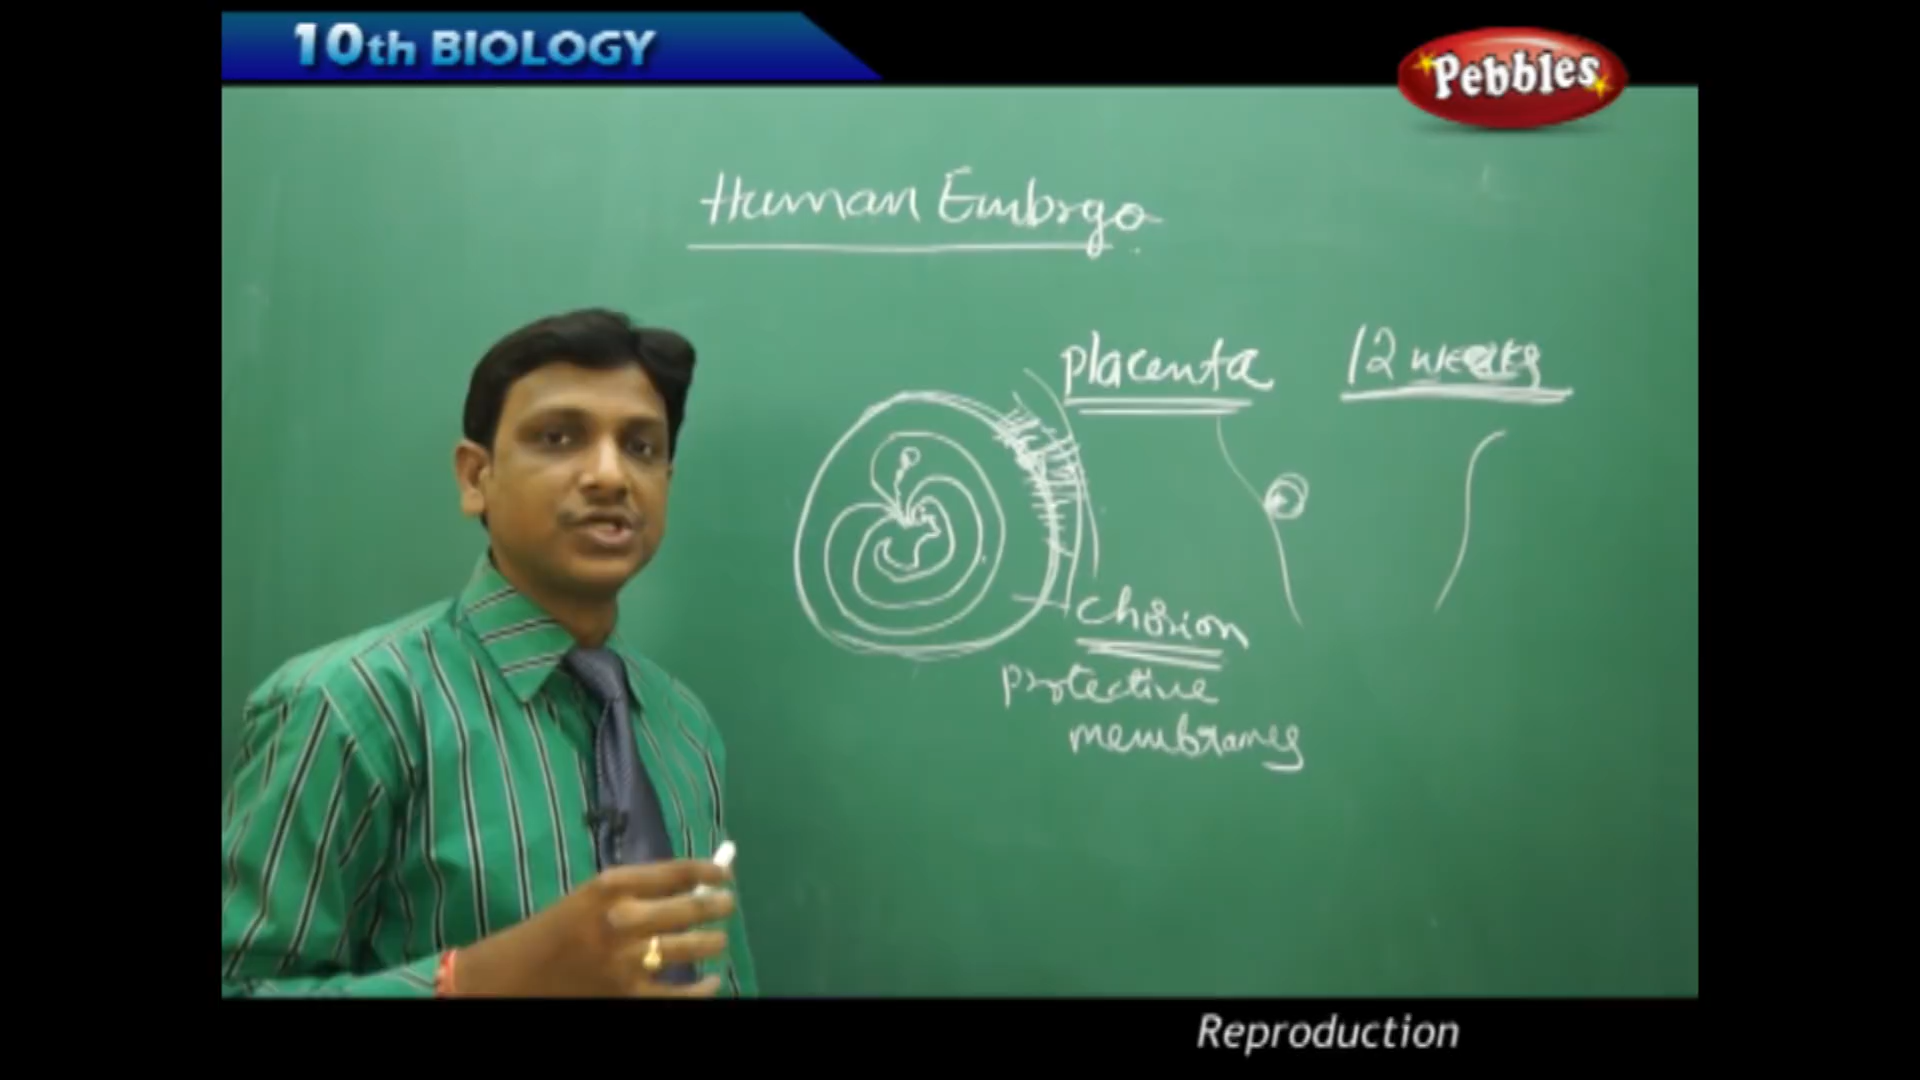 10th BIOLOGY
Pebbles
Human Embryo
placenta
12 weeks
chorion
protective
membranes
Reproduction